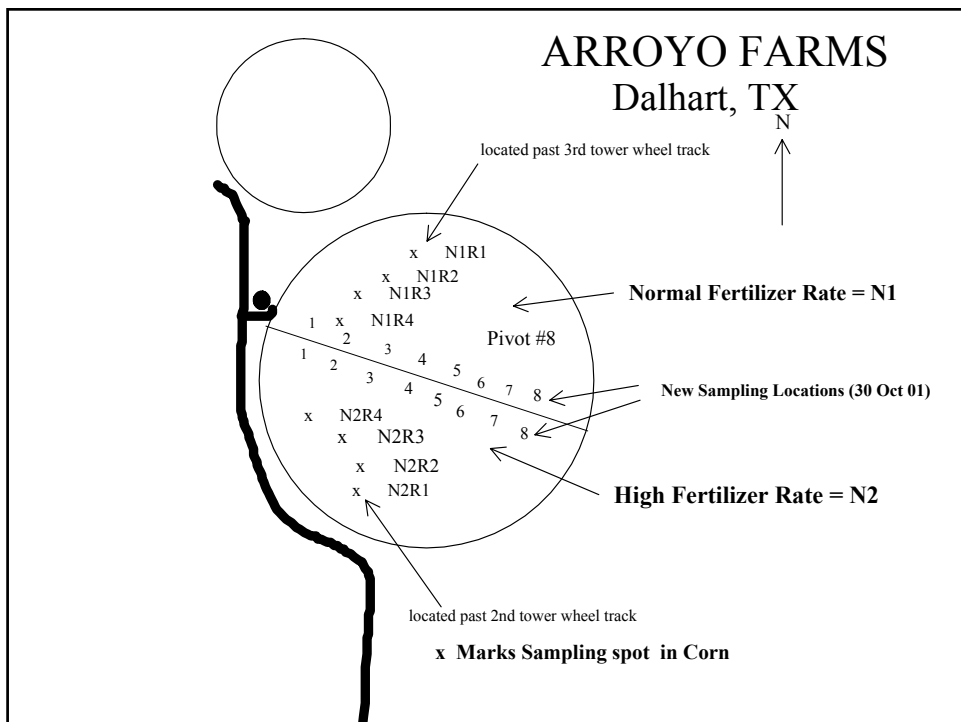 ARROYO FARMS
Dalhart, TX
N
located past 3rd tower wheel track
x N1R1
x N1R2
x N1R3
Normal Fertilizer Rate = N1
x N1R4
Pivot #8
1 2 3 4 5 6 7 8
1 2 3 4 5 6 7 8
New Sampling Locations (30 Oct 01)
x N2R4
x N2R3
x N2R2
x N2R1
High Fertilizer Rate = N2
located past 2nd tower wheel track
x Marks Sampling spot in Corn